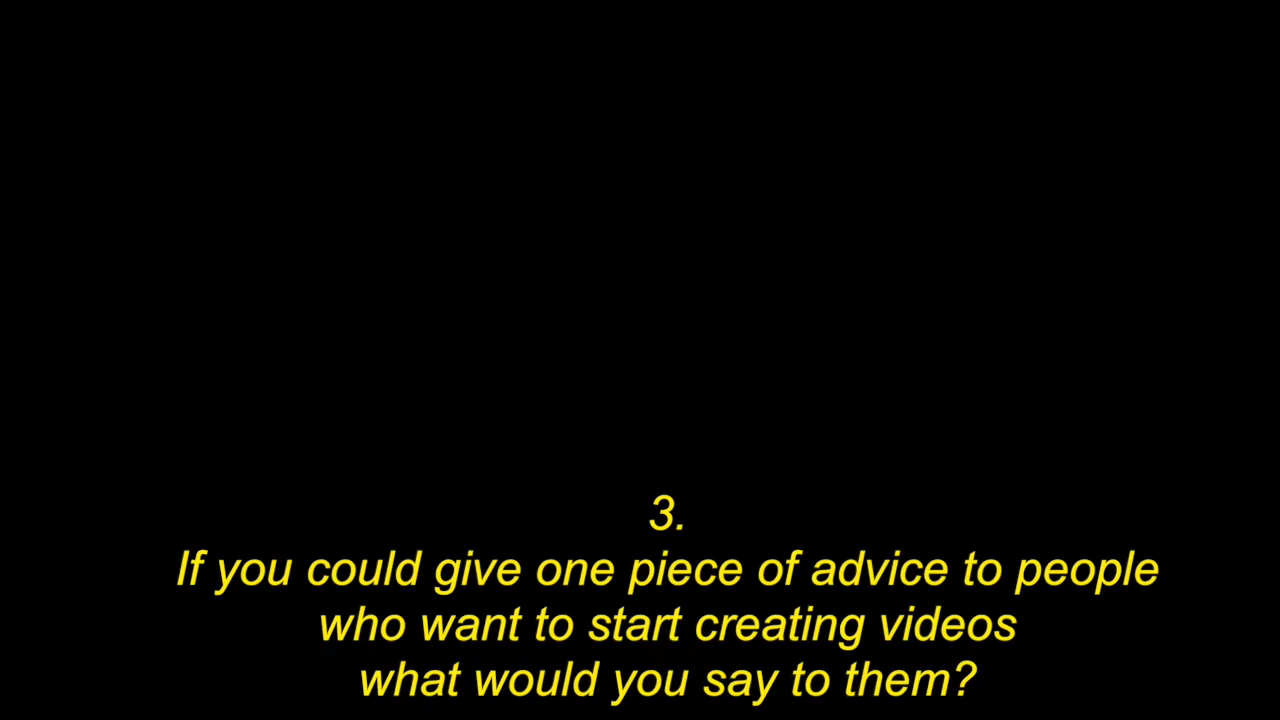 3.
If you could give one piece of advice to people
who want to start creating videos
what would you say to them?